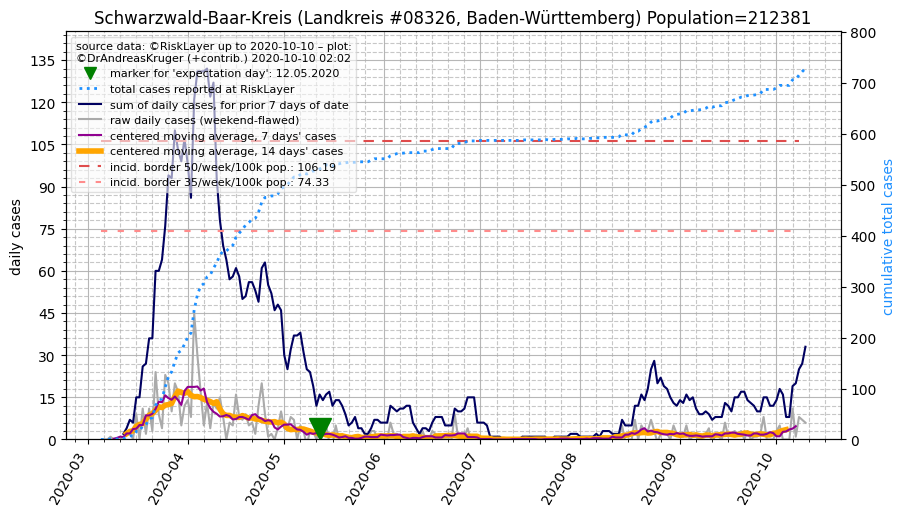 Schwarzwald-Baar-Kreis (Landkreis #08326, Baden-Württemberg) Population=212381
source data: ©RiskLayer up to 2020-10-10 – plot:
©DrAndreasKruger (+contrib.) 2020-10-10 02:02
marker for 'expectation day': 12.05.2020
total cases reported at RiskLayer
sum of daily cases, for prior 7 days of date
raw daily cases (weekend-flawed)
centered moving average, 7 days' cases
centered moving average, 14 days' cases
incid. border 50/week/100k pop.: 106.19
incid. border 35/week/100k pop.: 74.33
daily cases
135
120
105
90
75
60
45
30
15
0
cumulative total cases
800
700
600
500
400
300
200
100
0
2020-03
2020-04
2020-05
2020-06
2020-07
2020-08
2020-09
2020-10